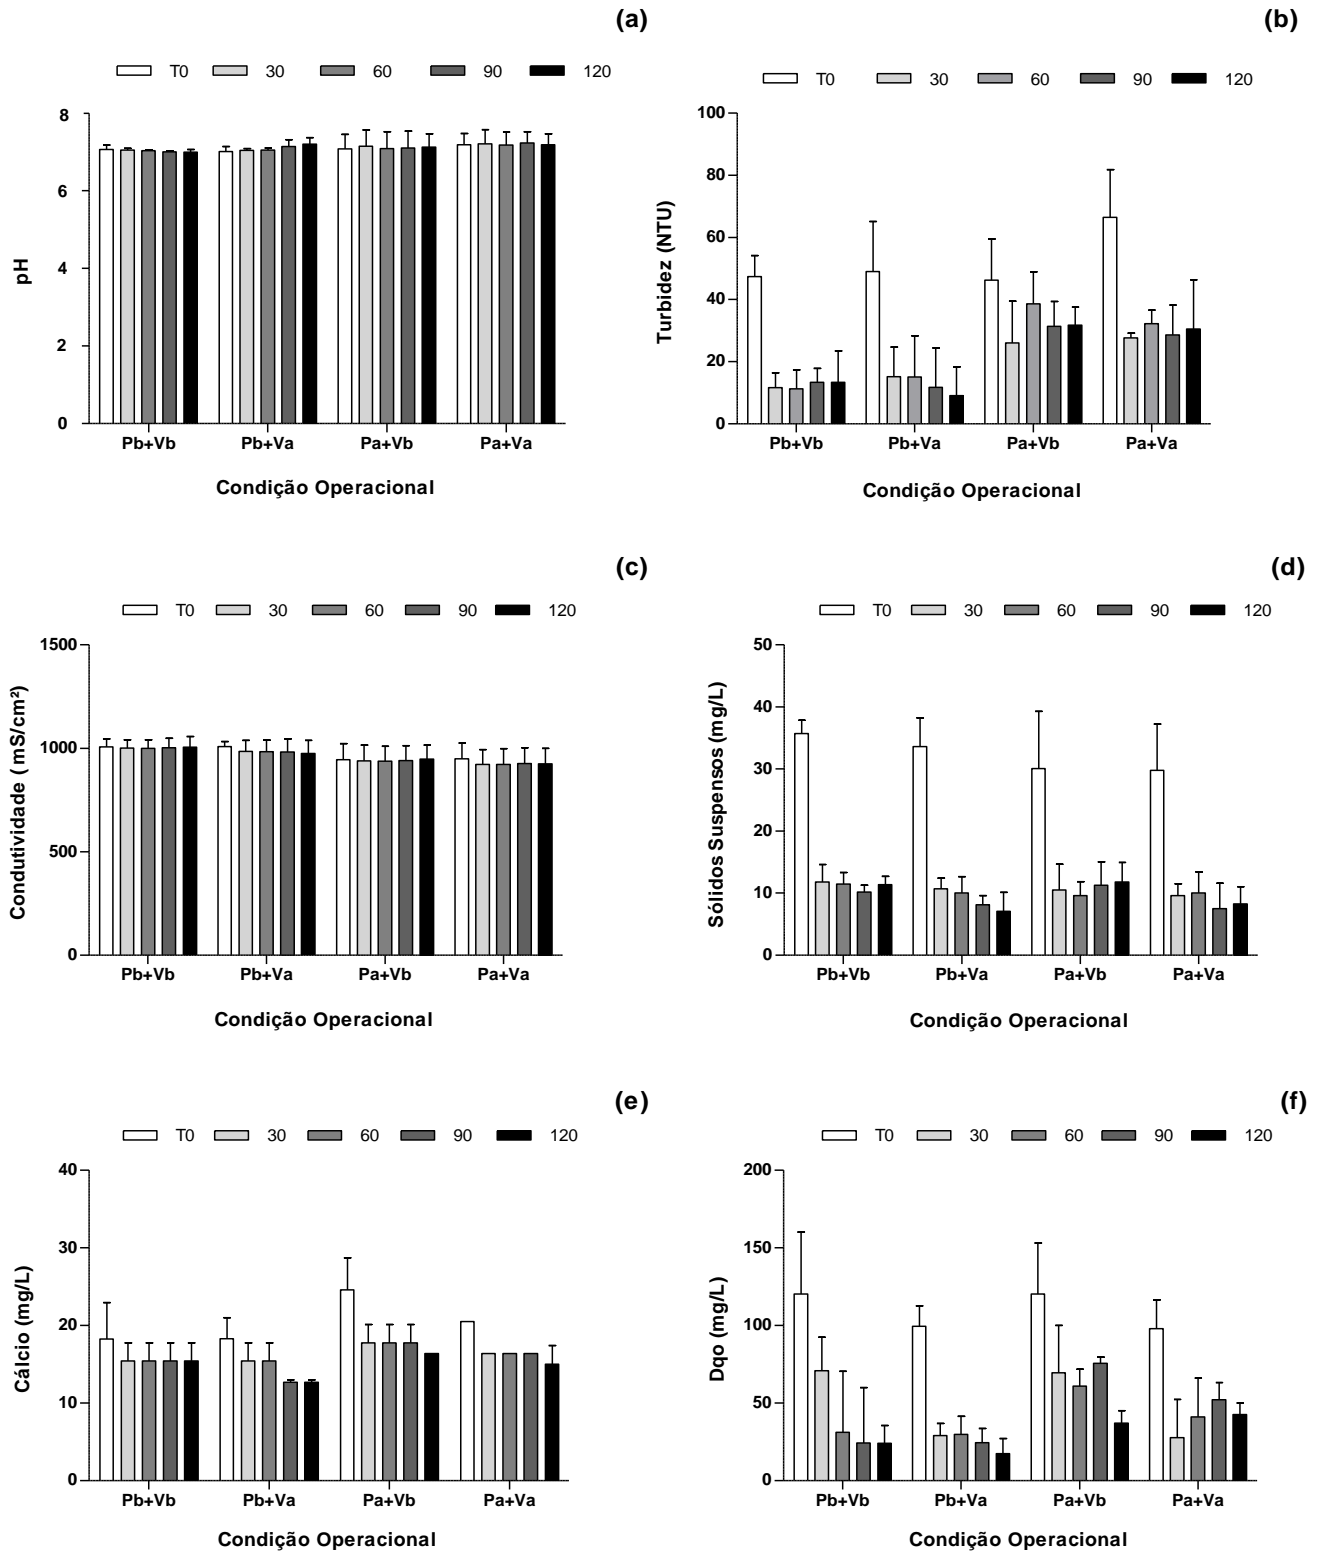 (a)
T0 30 60 90 120
8
6
4
2
0
pH
Pb+Vb Pb+Va Pa+Vb Pa+Va
Condição Operacional
(b)
T0 30 60 90 120
100
80
60
40
20
0
Turbidez (NTU)
Pb+Vb Pb+Va Pa+Vb Pa+Va
Condição Operacional
(c)
T0 30 60 90 120
1500
1000
500
0
Condutividade ( mS/cm²)
Pb+Vb Pb+Va Pa+Vb Pa+Va
Condição Operacional
(d)
T0 30 60 90 120
50
40
30
20
10
0
Sólidos Suspensos (mg/L)
Pb+Vb Pb+Va Pa+Vb Pa+Va
Condição Operacional
(e)
T0 30 60 90 120
40
30
20
10
0
Cálcio (mg/L)
Pb+Vb Pb+Va Pa+Vb Pa+Va
Condição Operacional
(f)
T0 30 60 90 120
200
150
100
50
0
Dqo (mg/L)
Pb+Vb Pb+Va Pa+Vb Pa+Va
Condição Operacional